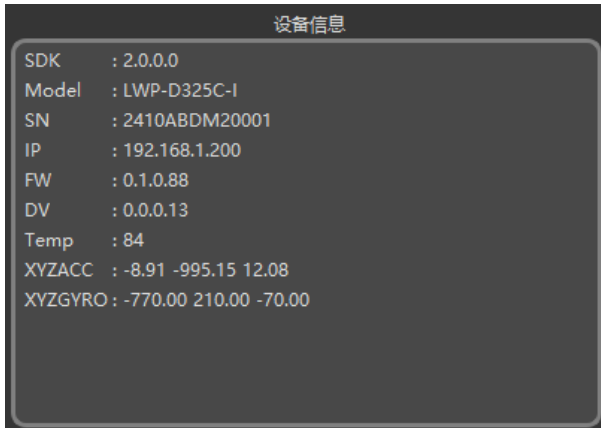 设备信息
SDK : 2.0.0.0
Model : LWP-D325C-I
SN : 2410ABDM20001
IP : 192.168.1.200
FW : 0.1.0.88
DV : 0.0.0.13
Temp : 84
XYZACC : -8.91 -995.15 12.08
XYZGYRO : -770.00 210.00 -70.00